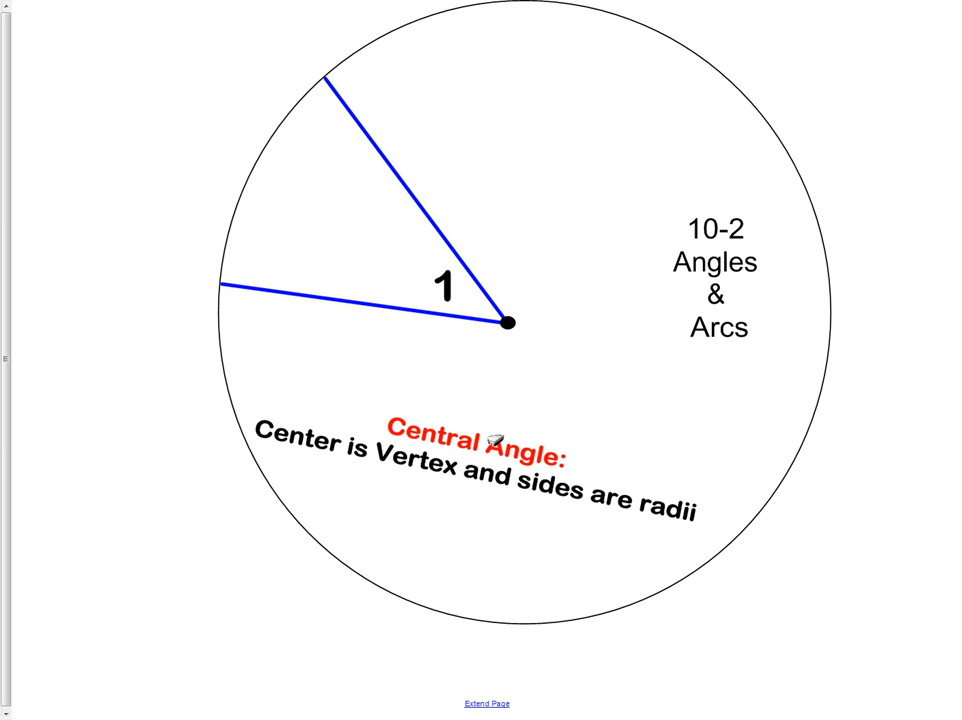 1
10-2
Angles
&
Arcs
Central Angle:
Center is Vertex and sides are radii
Extend Page